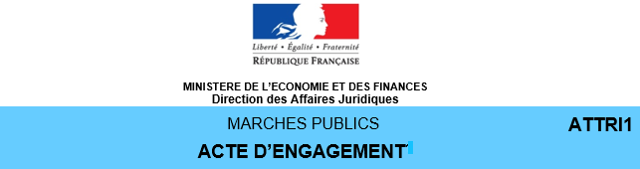 Liberté • Égalité • Fraternité
RÉPUBLIQUE FRANÇAISE
MINISTERE DE L'ECONOMIE ET DES FINANCES
Direction des Affaires Juridiques
MARCHES PUBLICS
ATTRI1
ACTE D'ENGAGEMENT